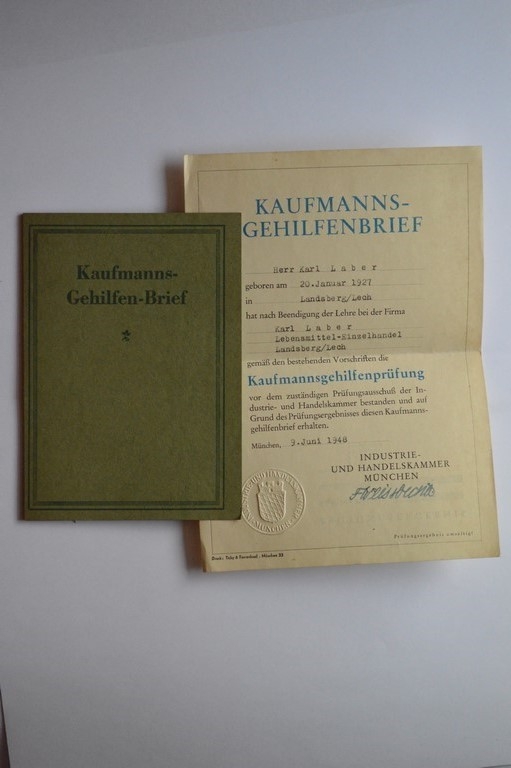 Kaufmanns-
Gehilfen-Brief
KAUFMANNS-
GEHILFENBRIEF
Herr Karl Laber
geboren am 20.Januar 1927
in Landsberg/Lech
hat nach Beendigung der Lehre bei der Firma
Karl Laber
Lebensmittel-Einzelhandel
Landsberg/Lech
gemäß den bestehenden Vorschriften die
Kaufmannsgehilfenprüfung
vor dem zuständigen Prüfungsausschuß der In-
dustrie- und Handelskammer bestanden und auf
Grund des Prüfungsergebnisses diesen Kaufmanns-
gehilfenbrief erhalten.
München, 9.Juni 1948
INDUSTRIE-
UND HANDELSKAMMER
MÜNCHEN
Prüfungsergebnis umseitig!